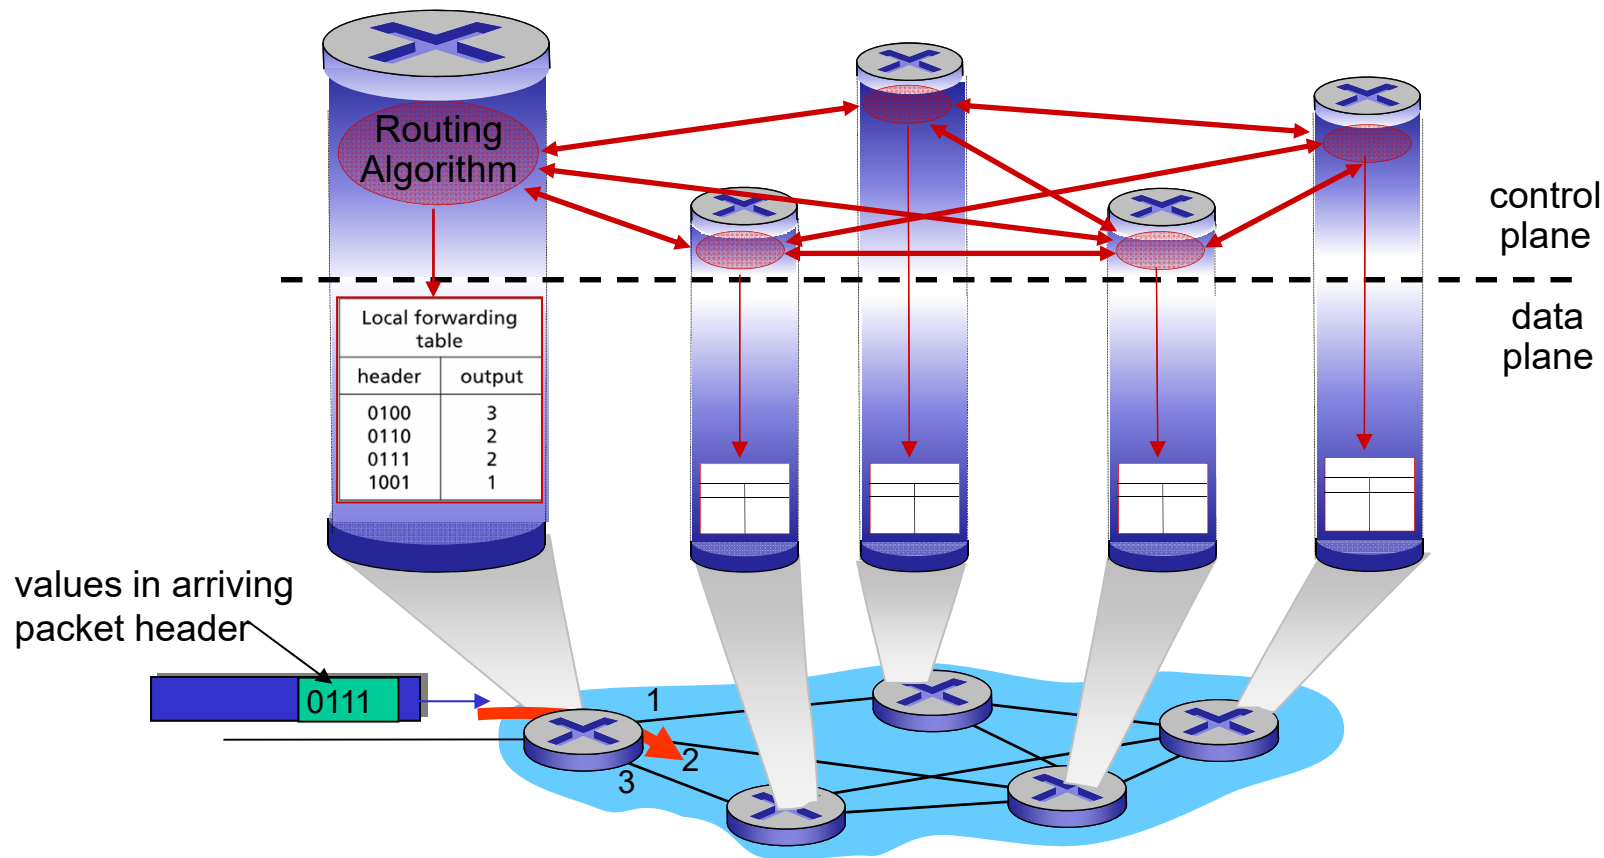 Routing
Algorithm
control
plane
data
plane
Local forwarding
table
header output
0100 3
0110 2
0111 2
1001 1
values in arriving
packet header
0111
1
2
3